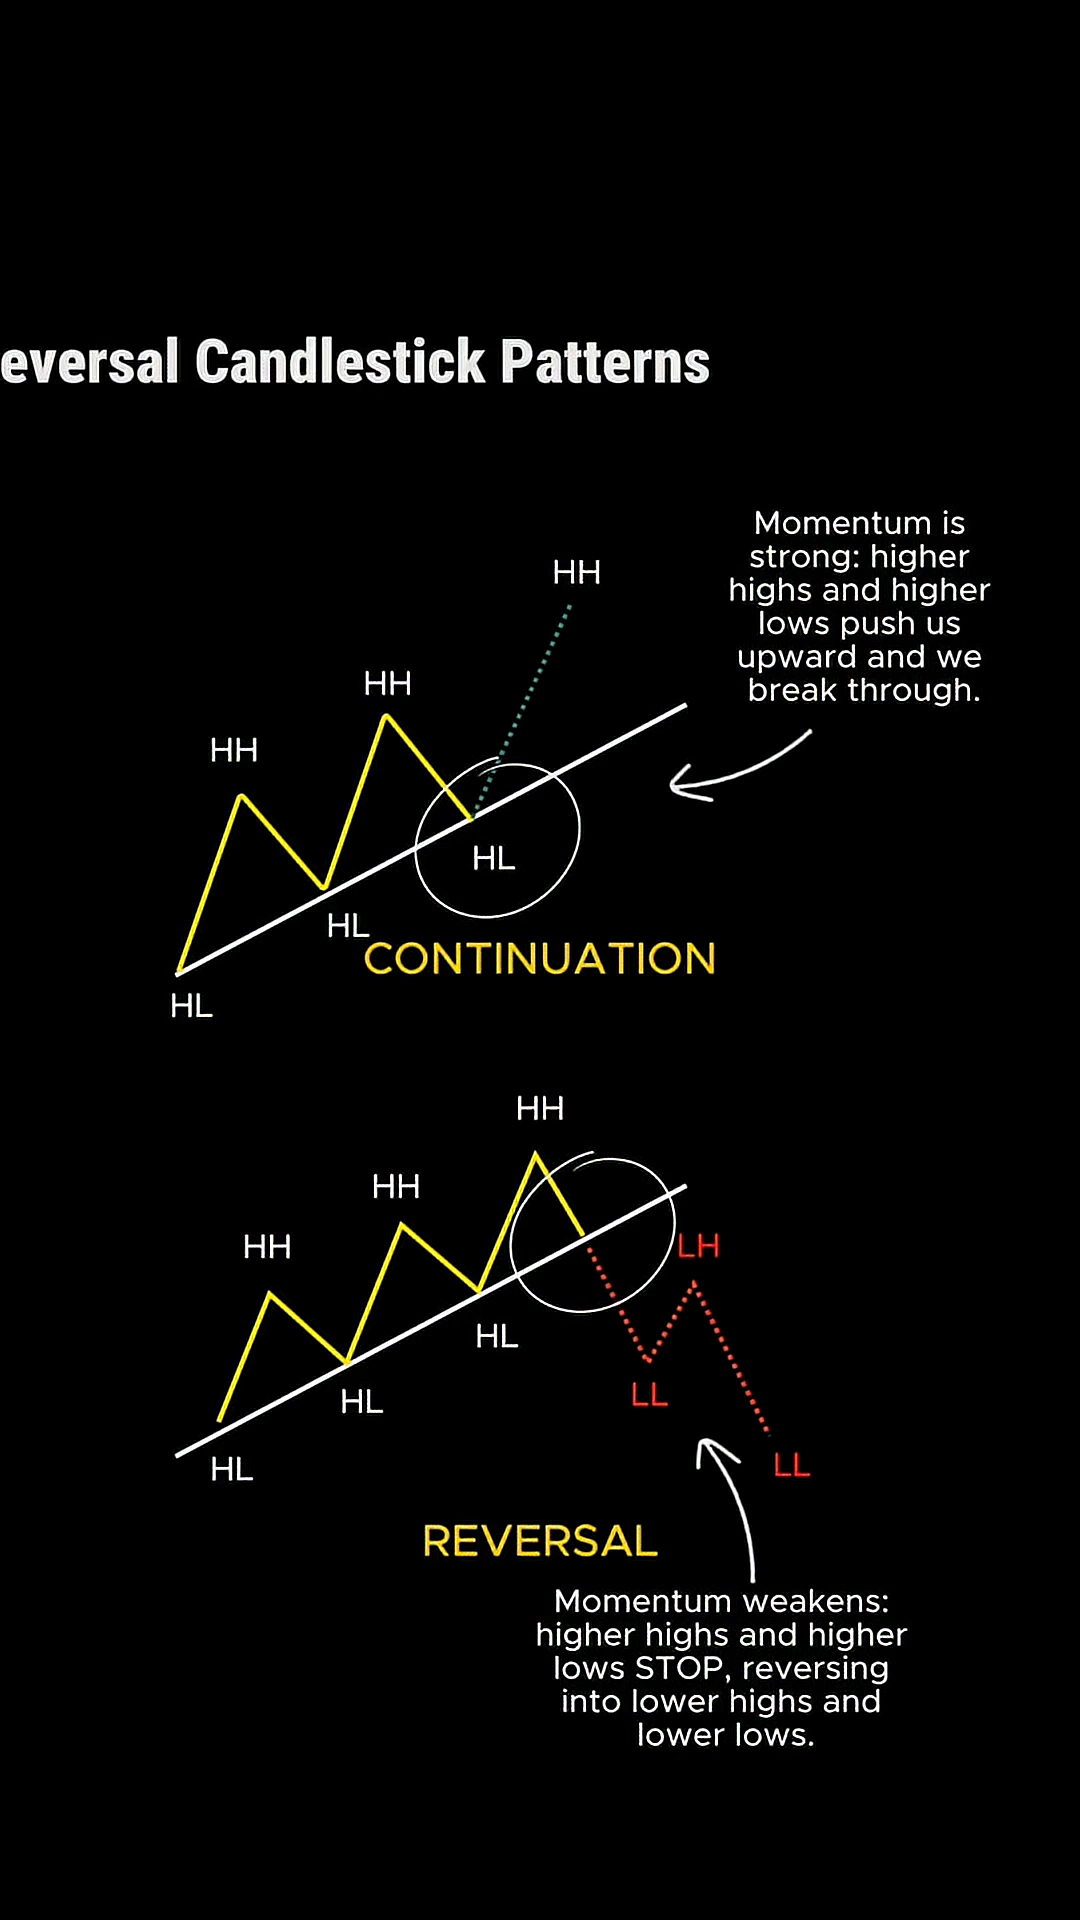 eversal Candlestick Patterns
Momentum is
strong: higher
highs and higher
lows push us
upward and we
break through.
HH
HH
HH
HL
HL
CONTINUATION
HL
HH
HH
HH
LH
HL
LL
HL
LL
HL
REVERSAL
Momentum weakens:
higher highs and higher
lows STOP, reversing
into lower highs and
lower lows.